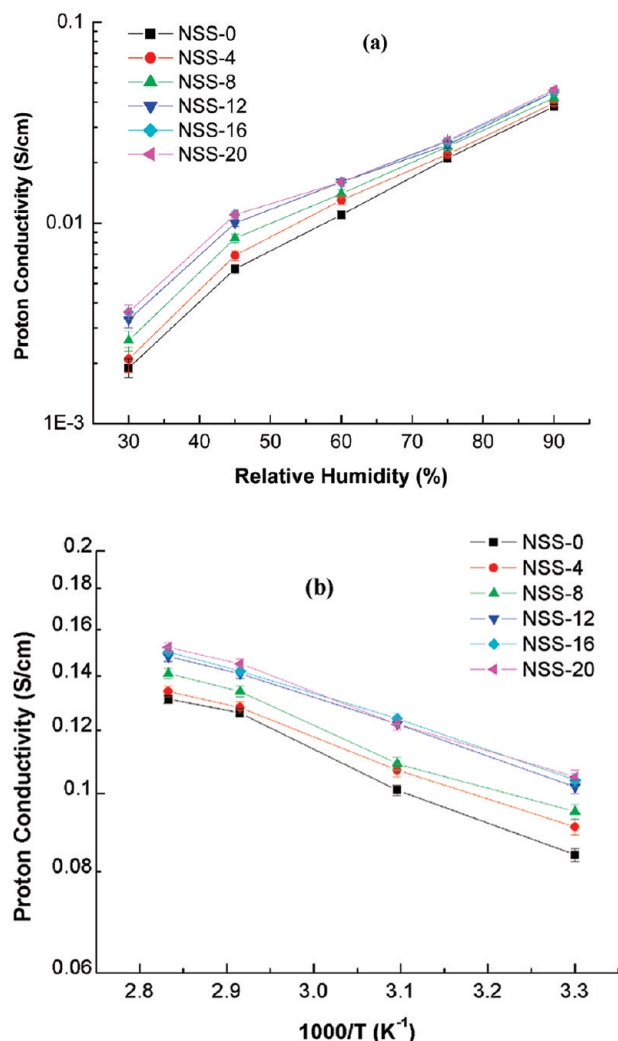 0.1
NSS-0
NSS-4
NSS-8
NSS-12
NSS-16
NSS-20
(a)
0.01
1E-3
Proton Conductivity (S/cm)
30 40 50 60 70 80 90
Relative Humidity (%)
0.2
0.18
0.16
0.14
0.12
0.1
0.08
0.06
(b)
NSS-0
NSS-4
NSS-8
NSS-12
NSS-16
NSS-20
Proton Conductivity (S/cm)
2.8 2.9 3.0 3.1 3.2 3.3
1000/T (K⁻¹)